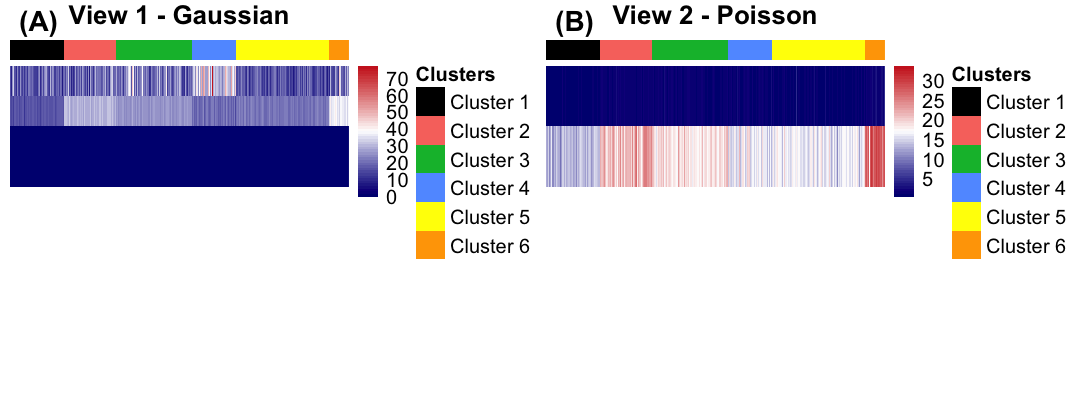 (A) View 1 - Gaussian
70
60
50
40
30
20
10
0
Clusters
Cluster 1
Cluster 2
Cluster 3
Cluster 4
Cluster 5
Cluster 6
(B) View 2 - Poisson
30
25
20
15
10
5
Clusters
Cluster 1
Cluster 2
Cluster 3
Cluster 4
Cluster 5
Cluster 6